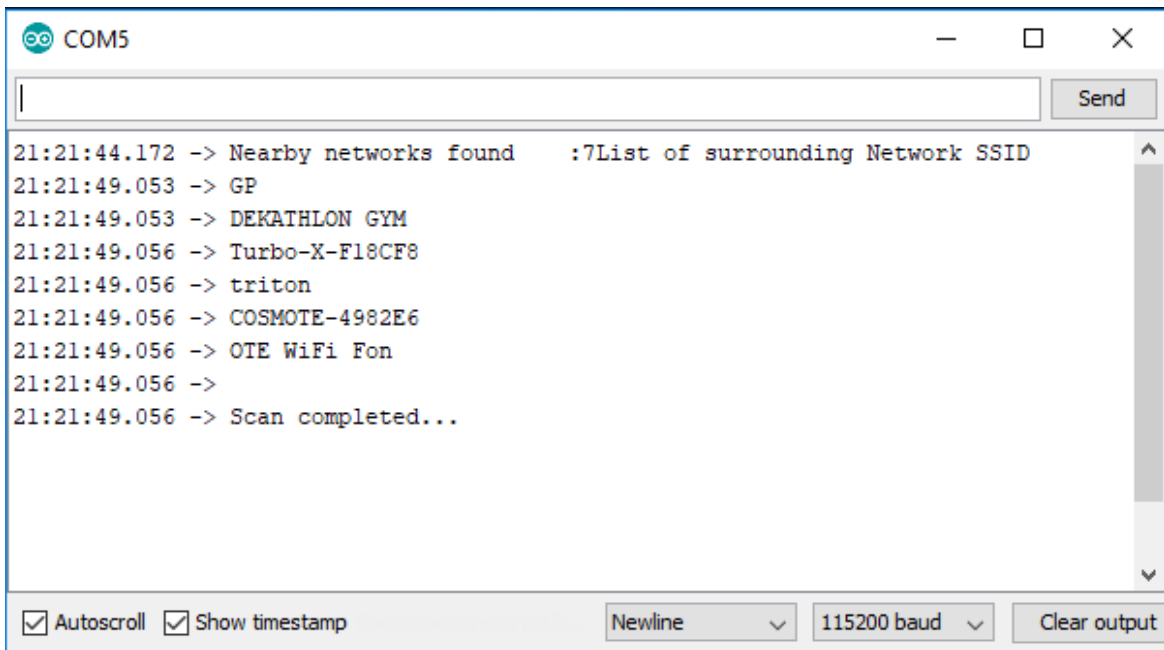 COM5
Send
21:21:44.172 -> Nearby networks found    :7List of surrounding Network SSID
21:21:49.053 -> GP
21:21:49.053 -> DEKATHLON GYM
21:21:49.056 -> Turbo-X-F18CF8
21:21:49.056 -> triton
21:21:49.056 -> COSMOTE-4982E6
21:21:49.056 -> OTE WiFi Fon
21:21:49.056 ->
21:21:49.056 -> Scan completed...
Autoscroll Show timestamp Newline 115200 baud Clear output